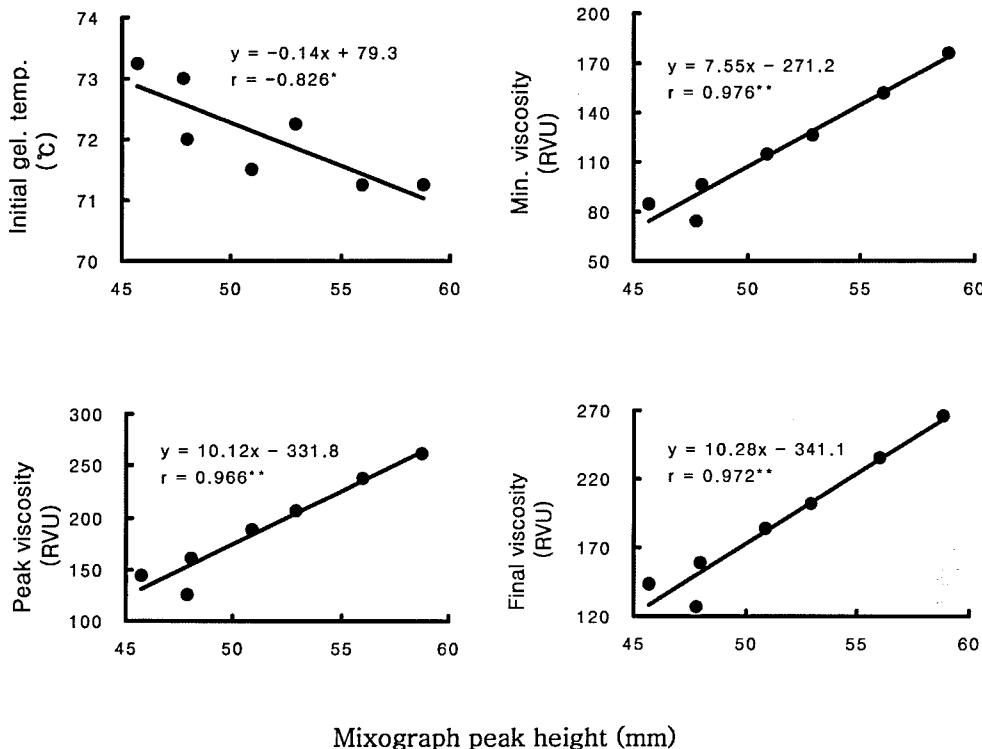 74
73
72
71
70
Initial gel. temp.
(℃)
y = −0.14x + 79.3
r = −0.826*
45 50 55 60
200
170
140
110
80
50
Min. viscosity
(RVU)
y = 7.55x − 271.2
r = 0.976**
45 50 55 60
300
250
200
150
100
Peak viscosity
(RVU)
y = 10.12x − 331.8
r = 0.966**
45 50 55 60
270
220
170
120
Final viscosity
(RVU)
y = 10.28x − 341.1
r = 0.972**
45 50 55 60
Mixograph peak height (mm)